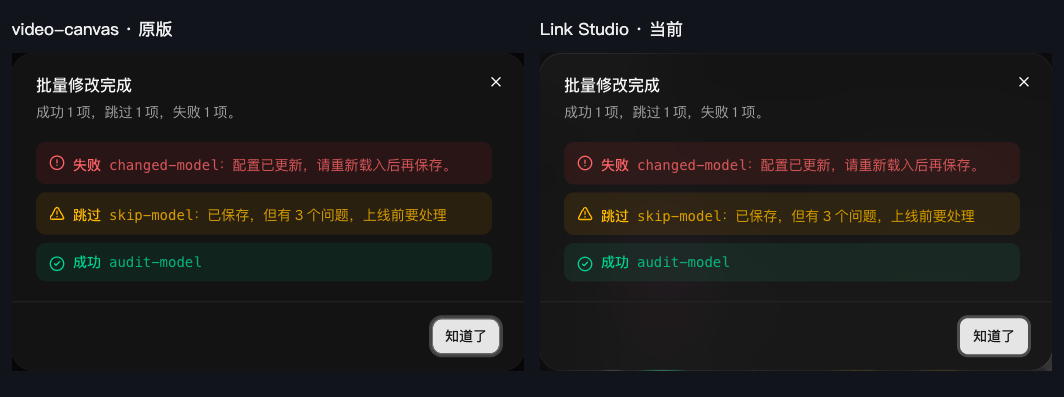 video-canvas · 原版
批量修改完成
成功 1 项，跳过 1 项，失败 1 项。
失败 changed-model：配置已更新，请重新载入后再保存。
跳过 skip-model：已保存，但有 3 个问题，上线前要处理
成功 audit-model
知道了
Link Studio · 当前
批量修改完成
成功 1 项，跳过 1 项，失败 1 项。
失败 changed-model：配置已更新，请重新载入后再保存。
跳过 skip-model：已保存，但有 3 个问题，上线前要处理
成功 audit-model
知道了